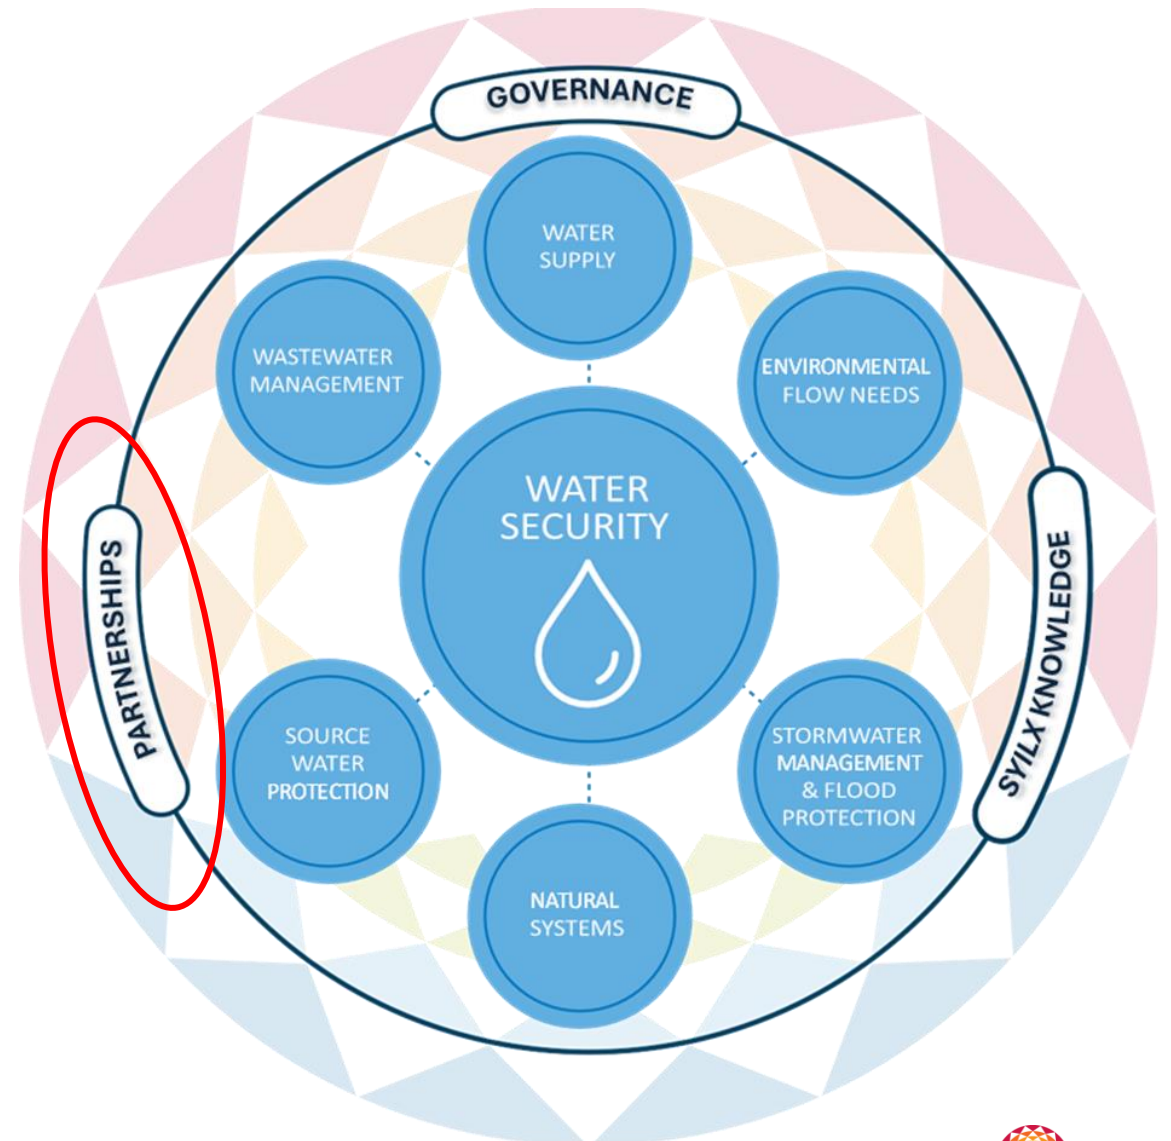 GOVERNANCE
WATER
SUPPLY
WASTEWATER
MANAGEMENT
ENVIRONMENTAL
FLOW NEEDS
WATER
SECURITY
PARTNERSHIPS
SYILX KNOWLEDGE
SOURCE
WATER
PROTECTION
STORMWATER
MANAGEMENT
& FLOOD
PROTECTION
NATURAL
SYSTEMS